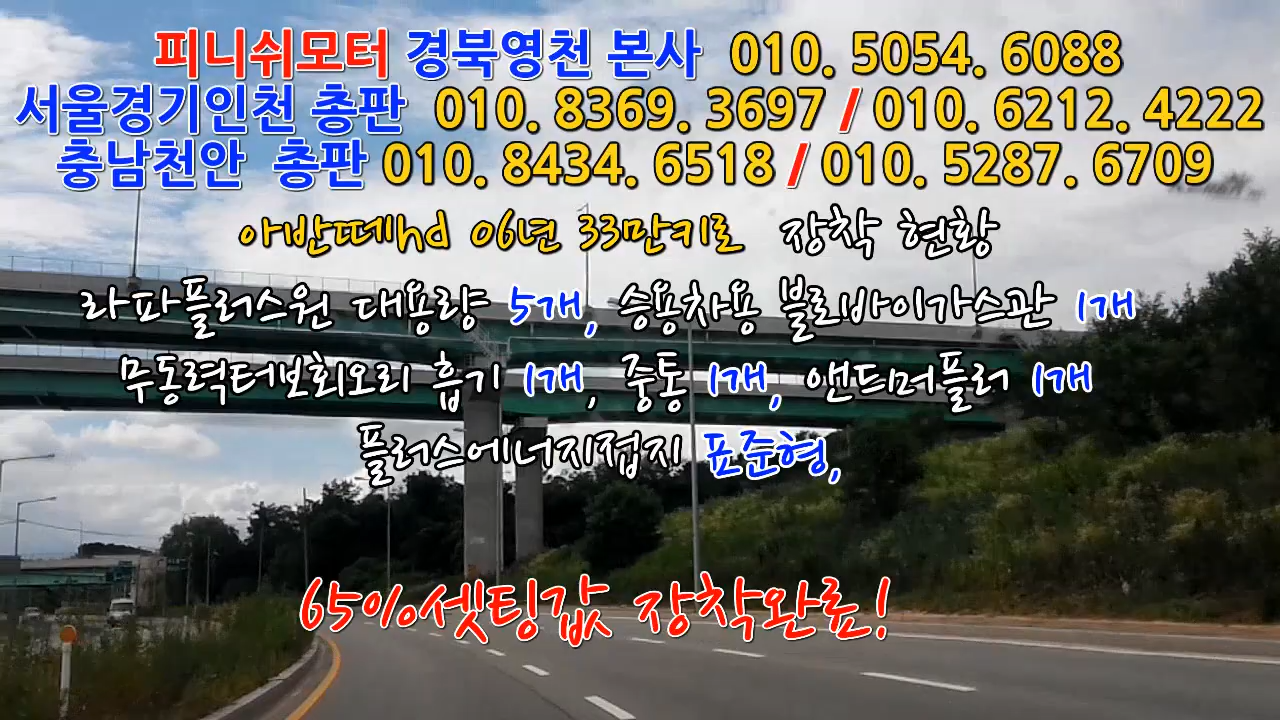 피니쉬모터 경북영천 본사 010. 5054. 6088
서울경기인천 총판 010. 8369. 3697 / 010. 6212. 4222
충남천안 총판 010. 8434. 6518 / 010. 5287. 6709
아반떼hd 06년 33만키로 장착 현황
라파플러스원 대용량 5개, 승용차용 블로바이가스관 1개
무동력터보회오리 흡기 1개, 중통 1개, 앤드머플러 1개
플러스에너지접지 표준형,
65%셋팅값 장착완료!